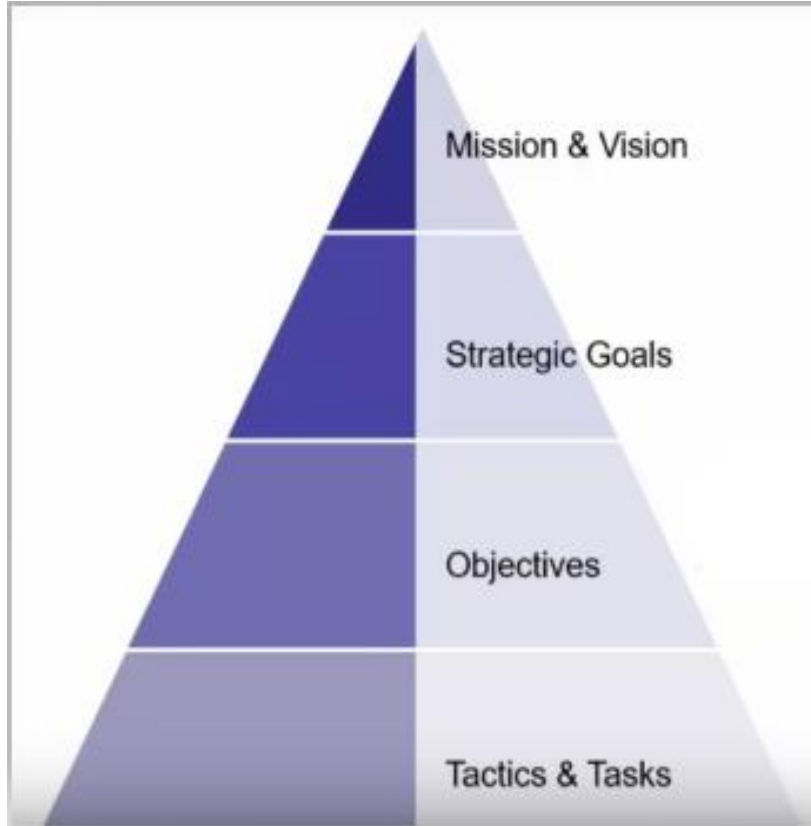 Mission & Vision
Strategic Goals
Objectives
Tactics & Tasks